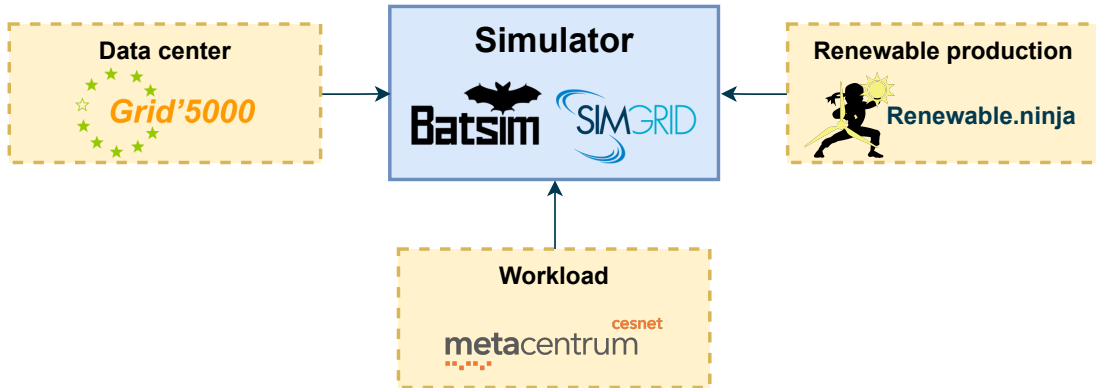 Data center
Grid'5000
Simulator
Batsim
SIMGRID
Renewable production
Renewable.ninja
Workload
cesnet
metacentrum